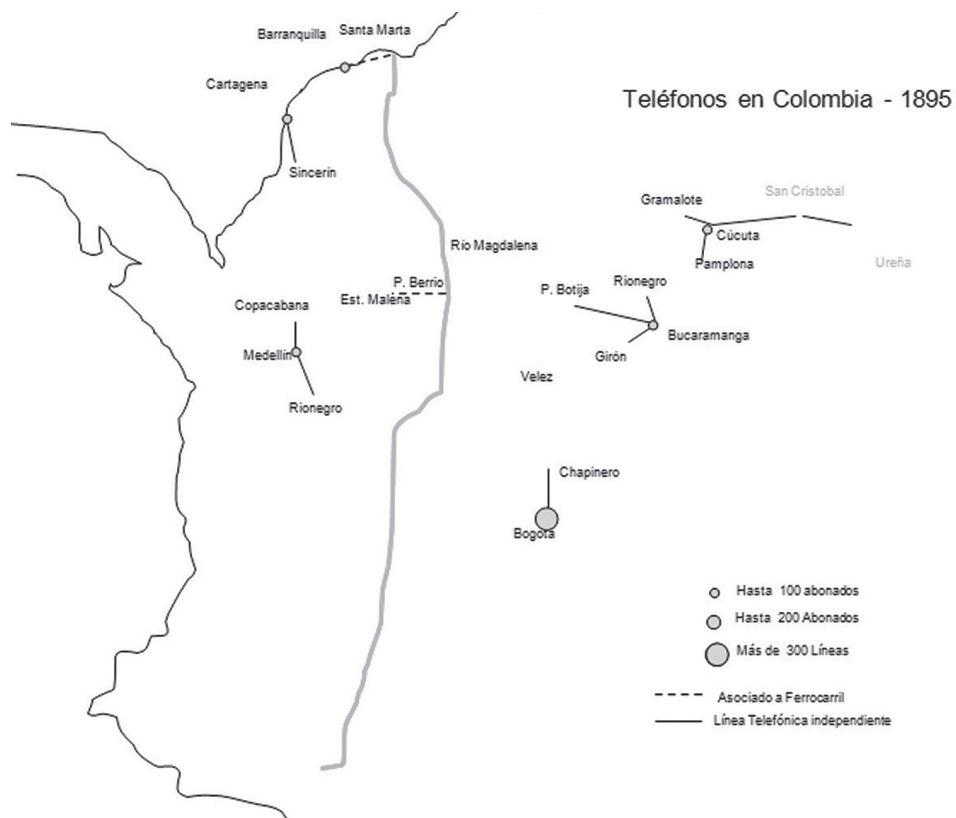 Barranquilla
Santa Marta
Cartagena
Teléfonos en Colombia - 1895
Sincerin
Gramalote
San Cristobal
Cúcuta
Río Magdalena
Pamplona
Ureña
P. Berrio
Rionegro
P. Botija
Est. Malena
Copacabana
Bucaramanga
Medellín
Girón
Velez
Rionegro
Chapinero
Bogotá
Hasta 100 abonados
Hasta 200 Abonados
Más de 300 Líneas
Asociado a Ferrocarril
Línea Telefónica independiente